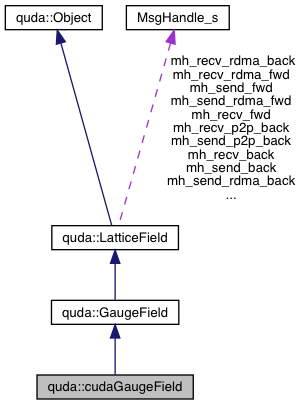 quda::Object
MsgHandle_s
mh_recv_rdma_back
mh_recv_rdma_fwd
mh_send_fwd
mh_send_rdma_fwd
mh_recv_fwd
mh_recv_p2p_back
mh_send_p2p_back
mh_recv_back
mh_send_back
mh_send_rdma_back
...
quda::LatticeField
quda::GaugeField
quda::cudaGaugeField